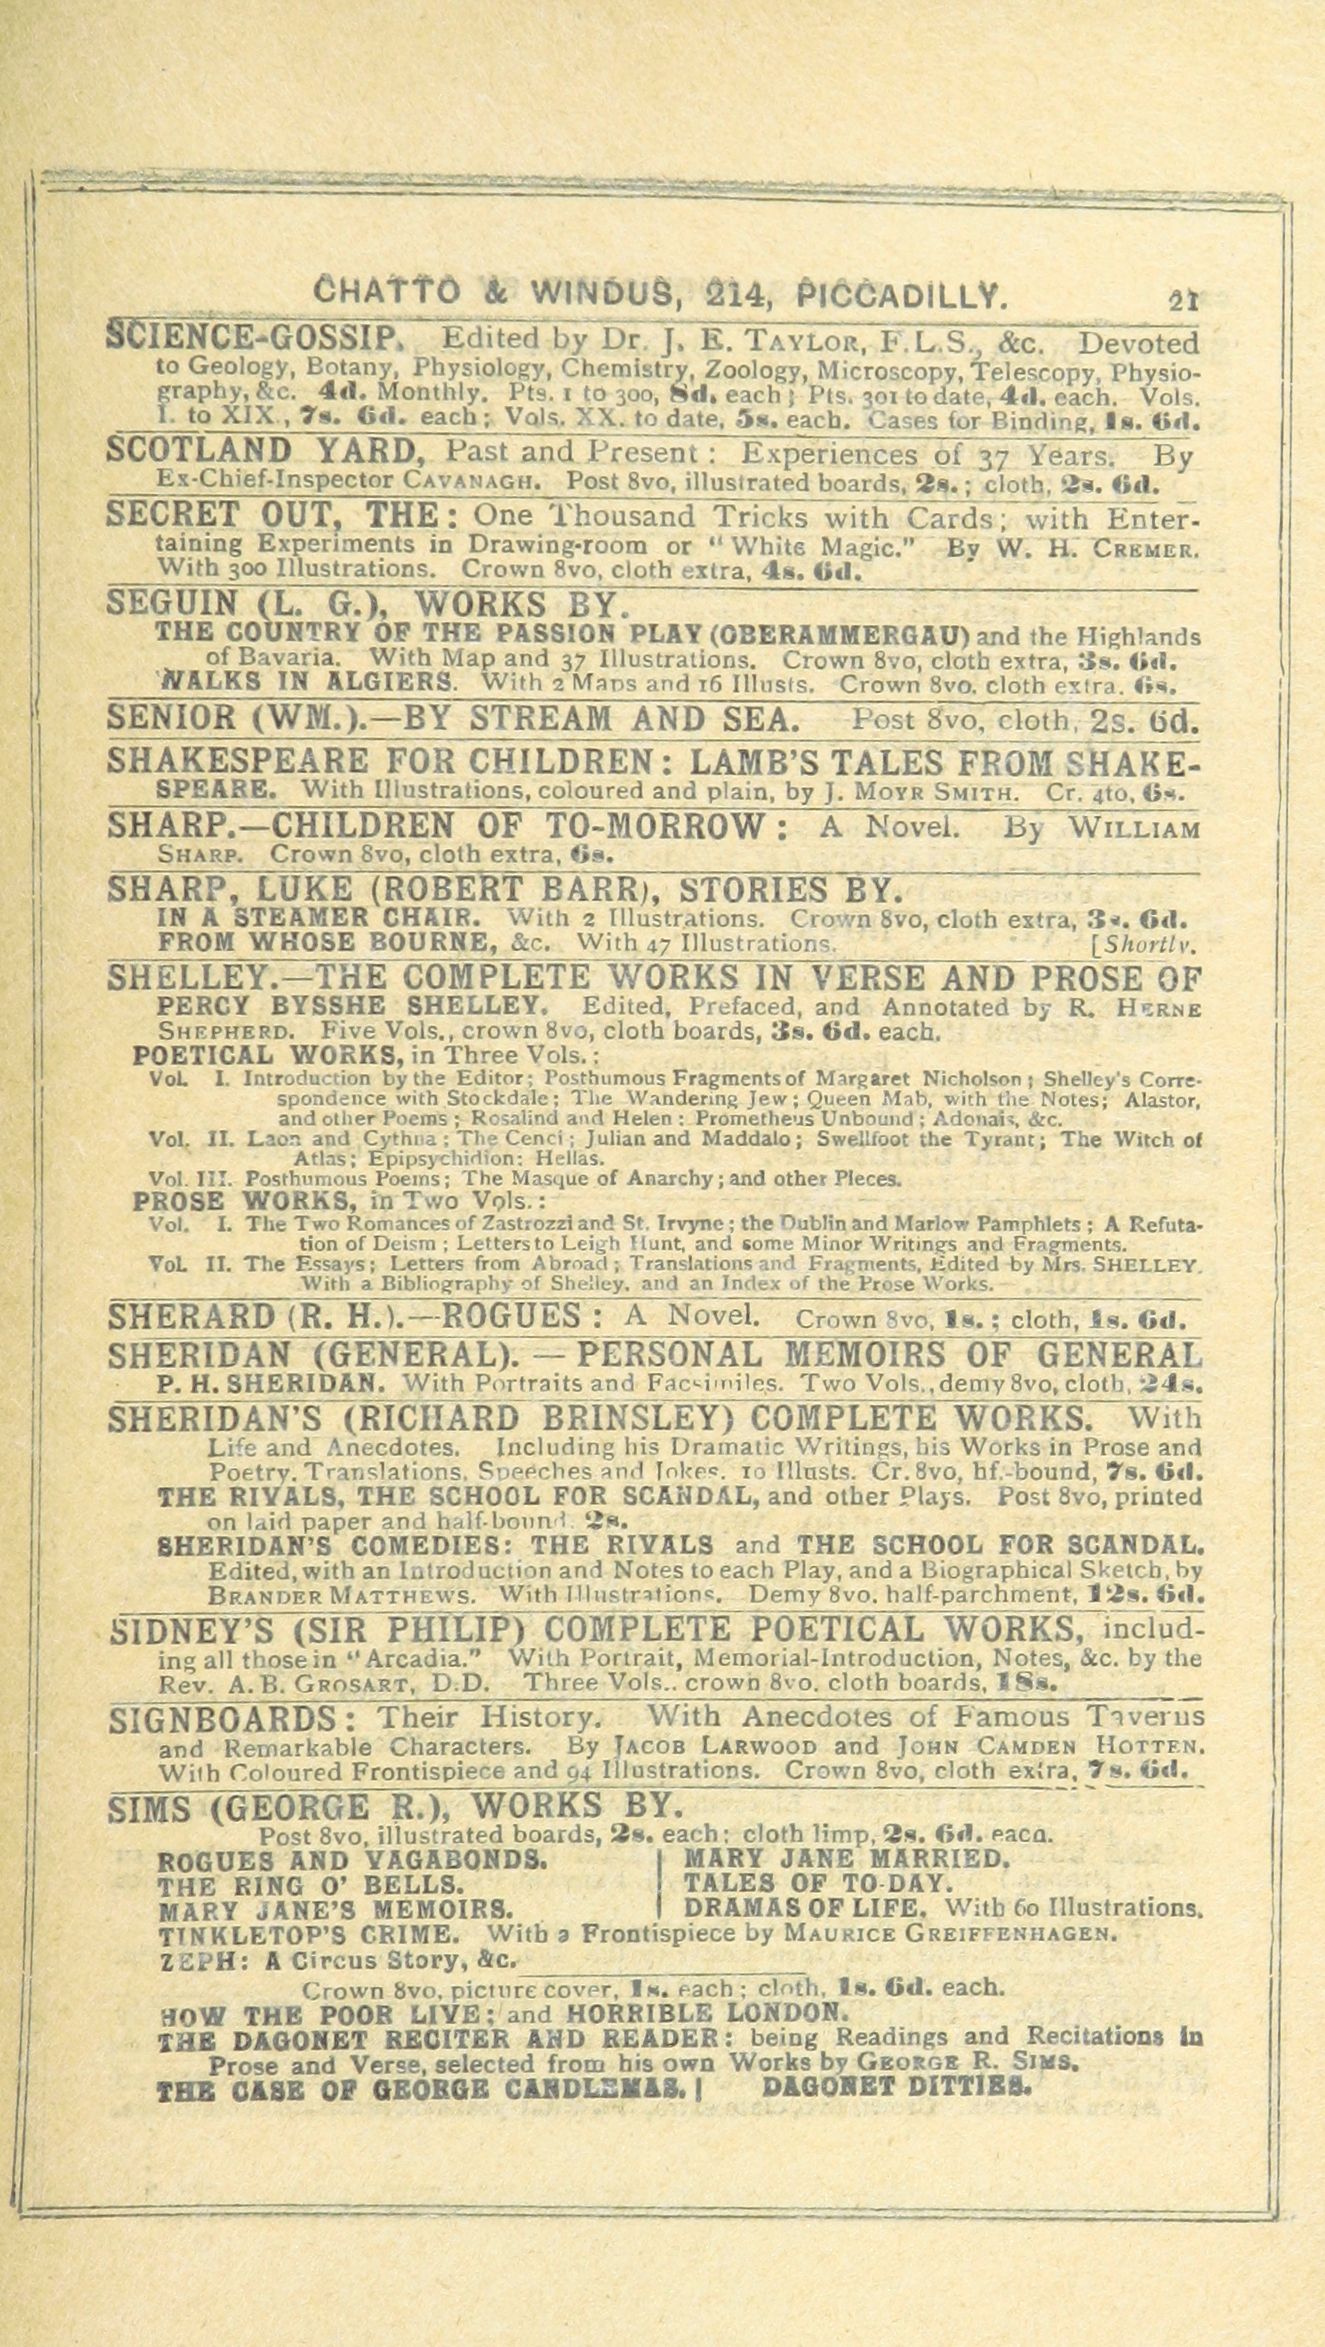 CHATTO & WINDUS, 214, PICCADILLY. 21
SCIENCE-GOSSIP. Edited by Dr. J. E. TAYLOR, F.L.S., &c. Devoted
to Geology, Botany, Physiology, Chemistry, Zoology, Microscopy, Telescopy, Physio-
graphy, &c. 4d. Monthly. Pts. 1 to 300, 8d. each; Pts. 301 to date, 4d. each. Vols.
I. to XIX., 7s. 6d. each; Vols. XX. to date, 5s. each. Cases for Binding, 1s. 6d.
SCOTLAND YARD, Past and Present: Experiences of 37 Years. By
Ex-Chief-Inspector CAVANAGH. Post 8vo, illustrated boards, 2s.; cloth, 2s. 6d.
SECRET OUT, THE: One Thousand Tricks with Cards; with Enter-
taining Experiments in Drawing-room or "White Magic." By W. H. CREMER.
With 300 Illustrations. Crown 8vo, cloth extra, 4s. 6d.
SEGUIN (L. G.), WORKS BY.
THE COUNTRY OF THE PASSION PLAY (OBERAMMERGAU) and the Highlands
of Bavaria. With Map and 37 Illustrations. Crown 8vo, cloth extra, 3s. 6d.
WALKS IN ALGIERS. With 2 Maps and 16 Illusts. Crown 8vo, cloth extra, 6s.
SENIOR (WM.).—BY STREAM AND SEA. Post 8vo, cloth, 2s. 6d.
SHAKESPEARE FOR CHILDREN: LAMB'S TALES FROM SHAKE-
SPEARE. With Illustrations, coloured and plain, by J. MOYR SMITH. Cr. 4to, 6s.
SHARP.—CHILDREN OF TO-MORROW: A Novel. By WILLIAM
SHARP. Crown 8vo, cloth extra, 6s.
SHARP, LUKE (ROBERT BARR), STORIES BY.
IN A STEAMER CHAIR. With 2 Illustrations. Crown 8vo, cloth extra, 3s. 6d.
FROM WHOSE BOURNE, &c. With 47 Illustrations. [Shortly.
SHELLEY.—THE COMPLETE WORKS IN VERSE AND PROSE OF
PERCY BYSSHE SHELLEY. Edited, Prefaced, and Annotated by R. HERNE
SHEPHERD. Five Vols., crown 8vo, cloth boards, 3s. 6d. each.
POETICAL WORKS, in Three Vols.:
Vol. I. Introduction by the Editor; Posthumous Fragments of Margaret Nicholson; Shelley's Corre-
spondence with Stockdale; The Wandering Jew; Queen Mab, with the Notes; Alastor,
and other Poems; Rosalind and Helen: Prometheus Unbound; Adonais, &c.
Vol. II. Laon and Cythna; The Cenci; Julian and Maddalo; Swellfoot the Tyrant; The Witch of
Atlas; Epipsychidion: Hellas.
Vol. III. Posthumous Poems; The Masque of Anarchy; and other Pieces.
PROSE WORKS, in Two Vols.:
Vol. I. The Two Romances of Zastrozzi and St. Irvyne; the Dublin and Marlow Pamphlets; A Refuta-
tion of Deism; Letters to Leigh Hunt, and some Minor Writings and Fragments.
Vol. II. The Essays; Letters from Abroad; Translations and Fragments, Edited by Mrs. SHELLEY.
With a Bibliography of Shelley, and an Index of the Prose Works.
SHERARD (R. H.).—ROGUES: A Novel. Crown 8vo, 1s.; cloth, 1s. 6d.
SHERIDAN (GENERAL).—PERSONAL MEMOIRS OF GENERAL
P. H. SHERIDAN. With Portraits and Facsimiles. Two Vols., demy 8vo, cloth, 24s.
SHERIDAN'S (RICHARD BRINSLEY) COMPLETE WORKS. With
Life and Anecdotes. Including his Dramatic Writings, his Works in Prose and
Poetry, Translations, Speeches and Jokes. 10 Illusts. Cr. 8vo, hf.-bound, 7s. 6d.
THE RIVALS, THE SCHOOL FOR SCANDAL, and other Plays. Post 8vo, printed
on laid paper and half-bound, 2s.
SHERIDAN'S COMEDIES: THE RIVALS and THE SCHOOL FOR SCANDAL.
Edited, with an Introduction and Notes to each Play, and a Biographical Sketch, by
BRANDER MATTHEWS. With Illustrations. Demy 8vo, half-parchment, 12s. 6d.
SIDNEY'S (SIR PHILIP) COMPLETE POETICAL WORKS, includ-
ing all those in "Arcadia." With Portrait, Memorial-Introduction, Notes, &c. by the
Rev. A. B. GROSART, D.D. Three Vols., crown 8vo, cloth boards, 18s.
SIGNBOARDS: Their History. With Anecdotes of Famous Taverns
and Remarkable Characters. By JACOB LARWOOD and JOHN CAMDEN HOTTEN.
With Coloured Frontispiece and 94 Illustrations. Crown 8vo, cloth extra, 7s. 6d.
SIMS (GEORGE R.), WORKS BY.
Post 8vo, illustrated boards, 2s. each; cloth limp, 2s. 6d. each.
ROGUES AND VAGABONDS. | MARY JANE MARRIED.
THE RING O' BELLS. | TALES OF TO-DAY.
MARY JANE'S MEMOIRS. | DRAMAS OF LIFE. With 60 Illustrations.
TINKLETOP'S CRIME. With a Frontispiece by MAURICE GREIFFENHAGEN.
ZEPH: A Circus Story, &c.
Crown 8vo, picture cover, 1s. each; cloth, 1s. 6d. each.
HOW THE POOR LIVE; and HORRIBLE LONDON.
THE DAGONET RECITER AND READER: being Readings and Recitations in
Prose and Verse, selected from his own Works by GEORGE R. SIMS.
THE CASE OF GEORGE CANDLEMAS. | DAGONET DITTIES.